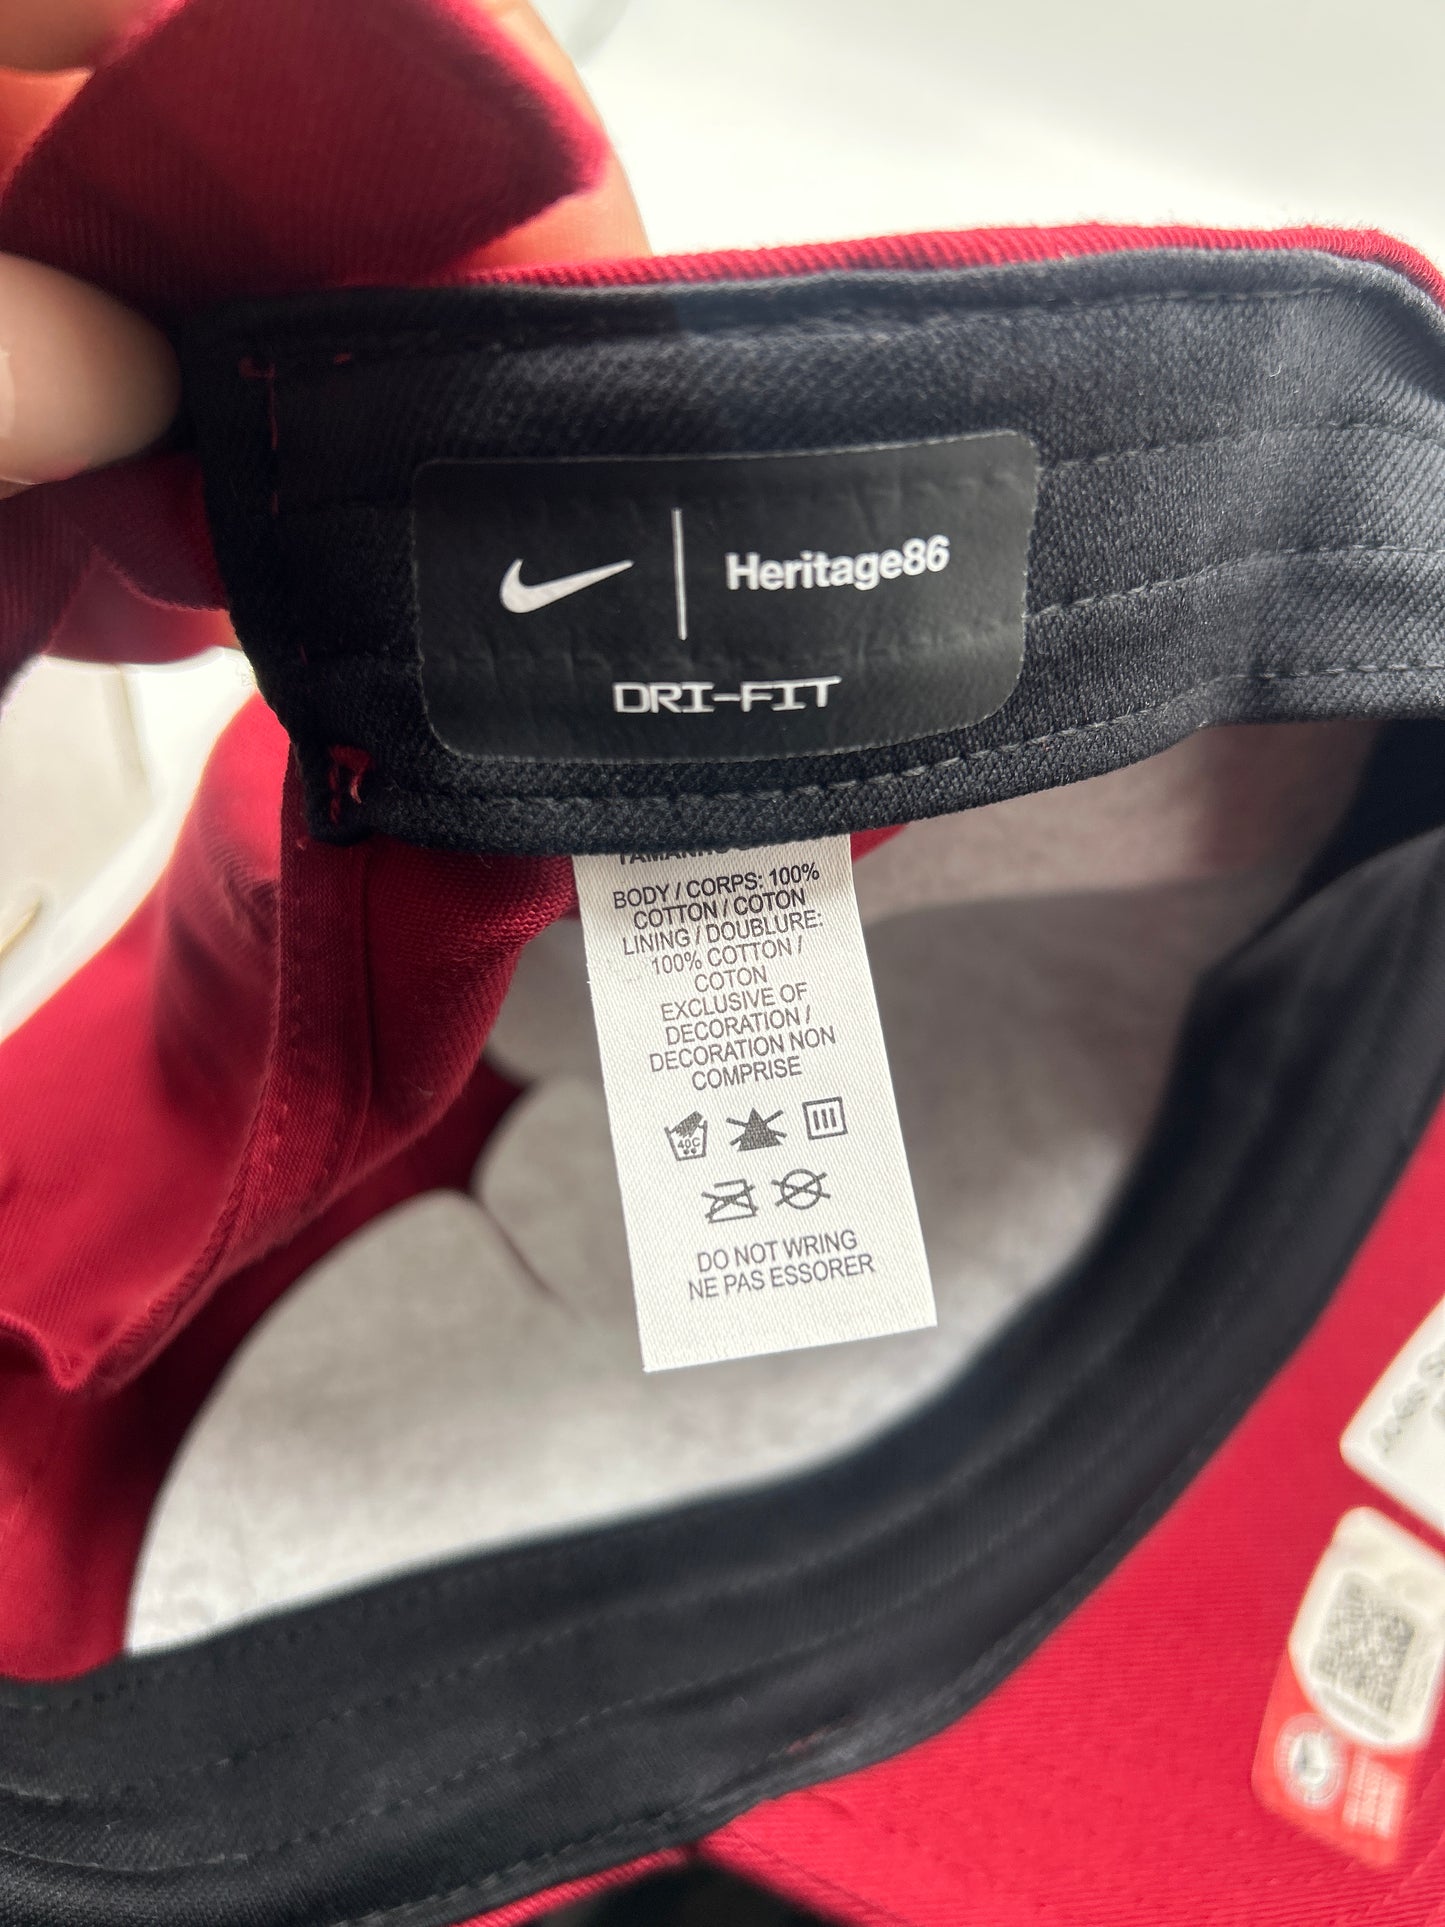 Heritage86
DRI-FIT
BODY / CORPS: 100%
COTTON / COTON
LINING / DOUBLURE:
100% COTTON /
COTON
EXCLUSIVE OF
DECORATION /
DECORATION NON
COMPRISE
40C
DO NOT WRING
NE PAS ESSORER